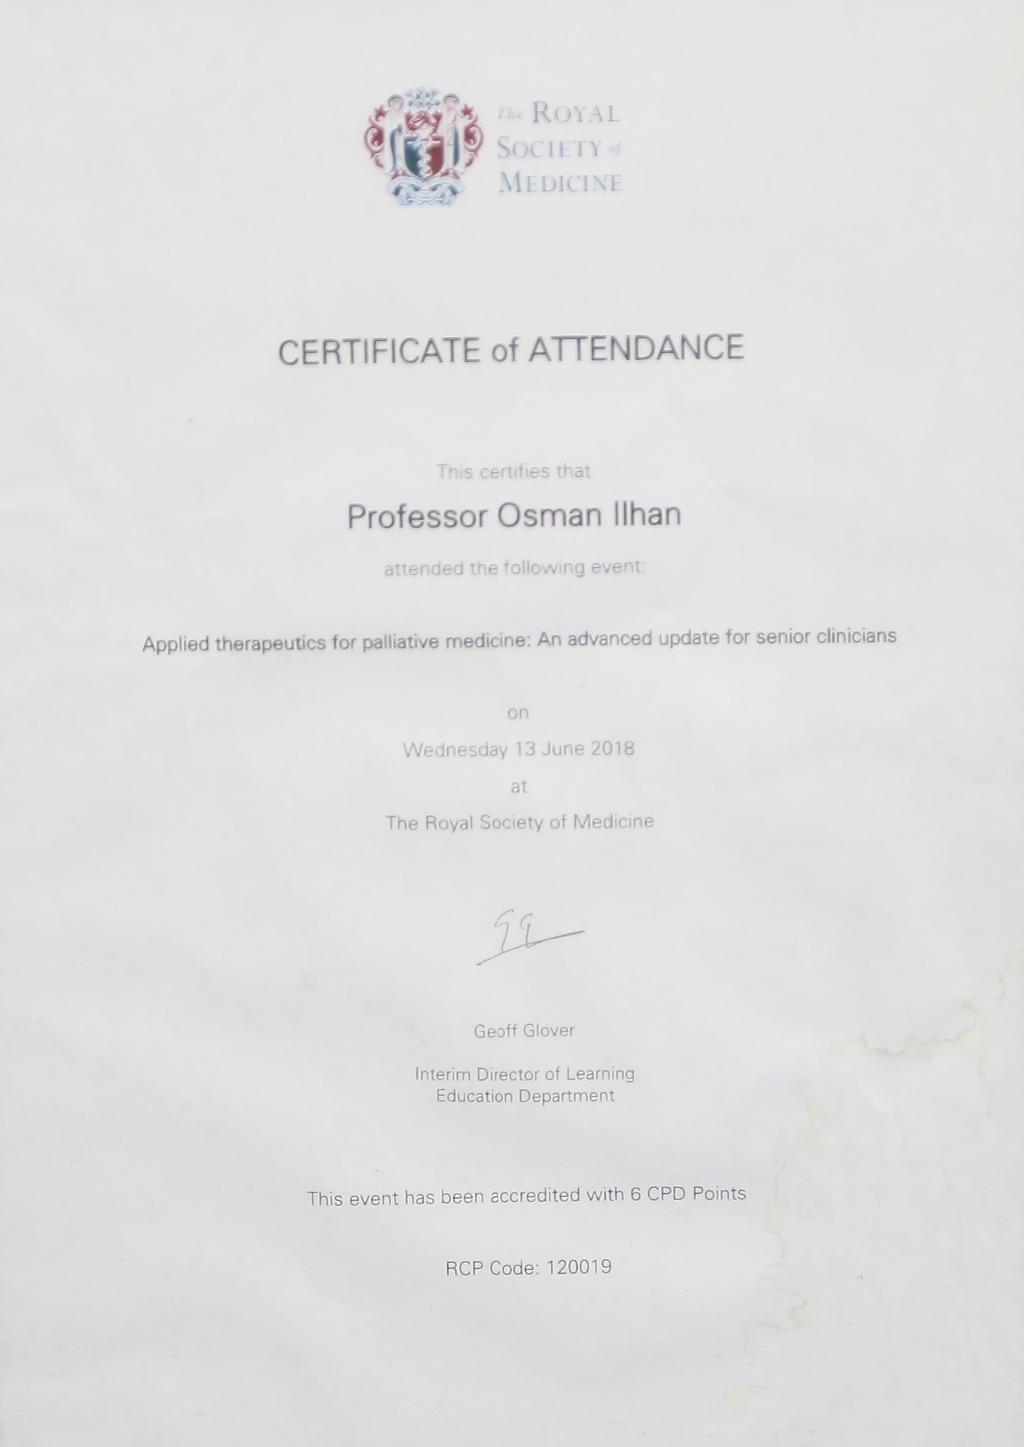 The ROYAL
SOCIETY of
MEDICINE
CERTIFICATE of ATTENDANCE
This certifies that
Professor Osman Ilhan
attended the following event:
Applied therapeutics for palliative medicine: An advanced update for senior clinicians
on
Wednesday 13 June 2018
at
The Royal Society of Medicine
Geoff Glover
Interim Director of Learning
Education Department
This event has been accredited with 6 CPD Points
RCP Code: 120019